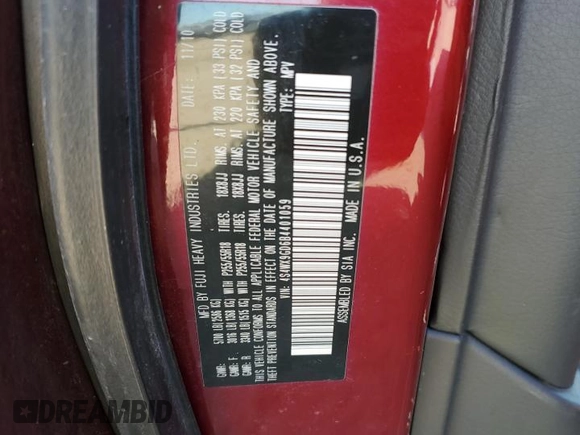 MFD BY FUJI HEAVY INDUSTRIES LTD. DATE: 11/10
GVWR: 5700 LB(2586 KG)
GAWR: F 3016 LB(1368 KG) WITH P255/55R18 TIRES. 18X8JJ RIMS. AT 230 KPA (33 PSI) COLD
GAWR: R 3340 LB(1515 KG) WITH P255/55R18 TIRES. 18X8JJ RIMS. AT 220 KPA (32 PSI) COLD
THIS VEHICLE CONFORMS TO ALL APPLICABLE FEDERAL MOTOR VEHICLE SAFETY AND
THEFT PREVENTION STANDARDS IN EFFECT ON THE DATE OF MANUFACTURE SHOWN ABOVE.
VIN: 4S4WX9GD6B4401059 TYPE: MPV
ASSEMBLED BY SIA INC. MADE IN U.S.A.
DREAMBID